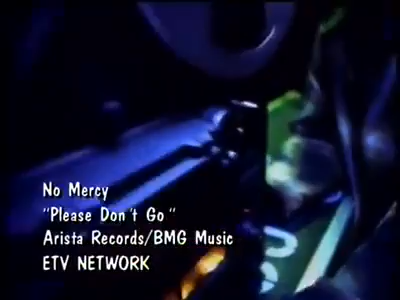 No Mercy
"Please Don't Go"
Arista Records/BMG Music
ETV NETWORK